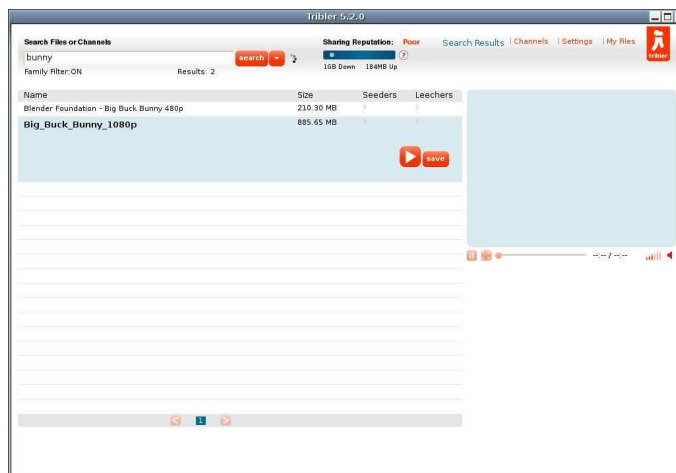 Tribler 5.2.0
Search Files or Channels
Sharing Reputation: Poor
Search Results | Channels | Settings | My Files
bunny
search
?
tribler
Family Filter:ON Results: 2
1GB Down 184MB Up
Name Size Seeders Leechers
Blender Foundation - Big Buck Bunny 480p 210.30 MB ? ?
Big_Buck_Bunny_1080p 885.65 MB ? ?
save
--:-- / --:--
< 1 >